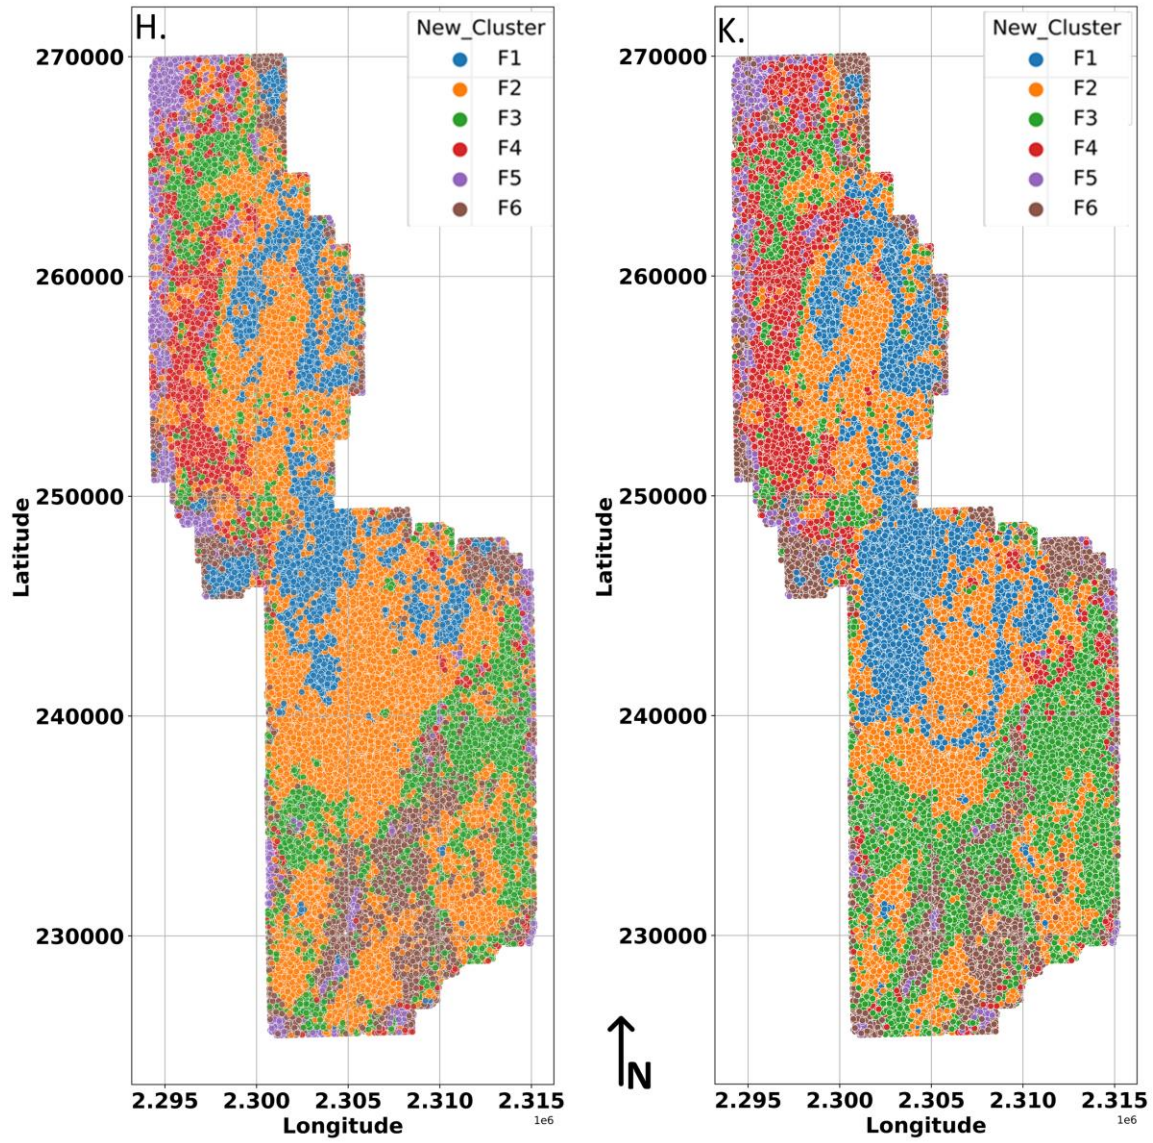 H.
New_Cluster
F1
F2
F3
F4
F5
F6
270000
260000
250000
240000
230000
Latitude
2.295 2.300 2.305 2.310 2.315
1e6
Longitude
K.
New_Cluster
F1
F2
F3
F4
F5
F6
270000
260000
250000
240000
230000
Latitude
N
2.295 2.300 2.305 2.310 2.315
1e6
Longitude